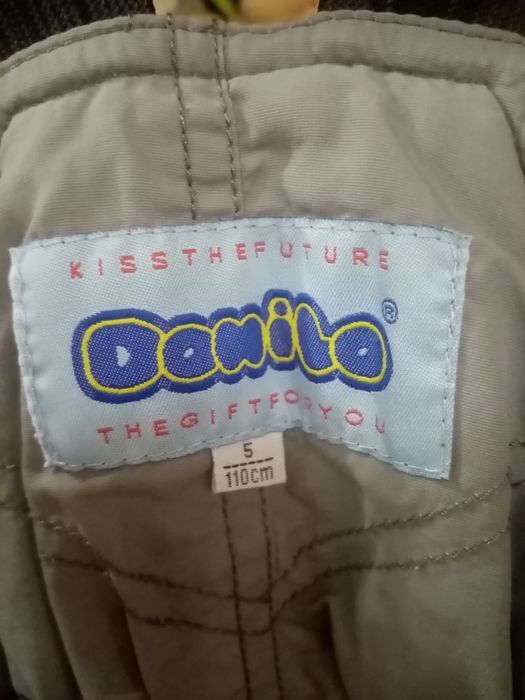 KISSTHEFUTURE
Danilo®
THEGIFTFORYOU
5
110cm